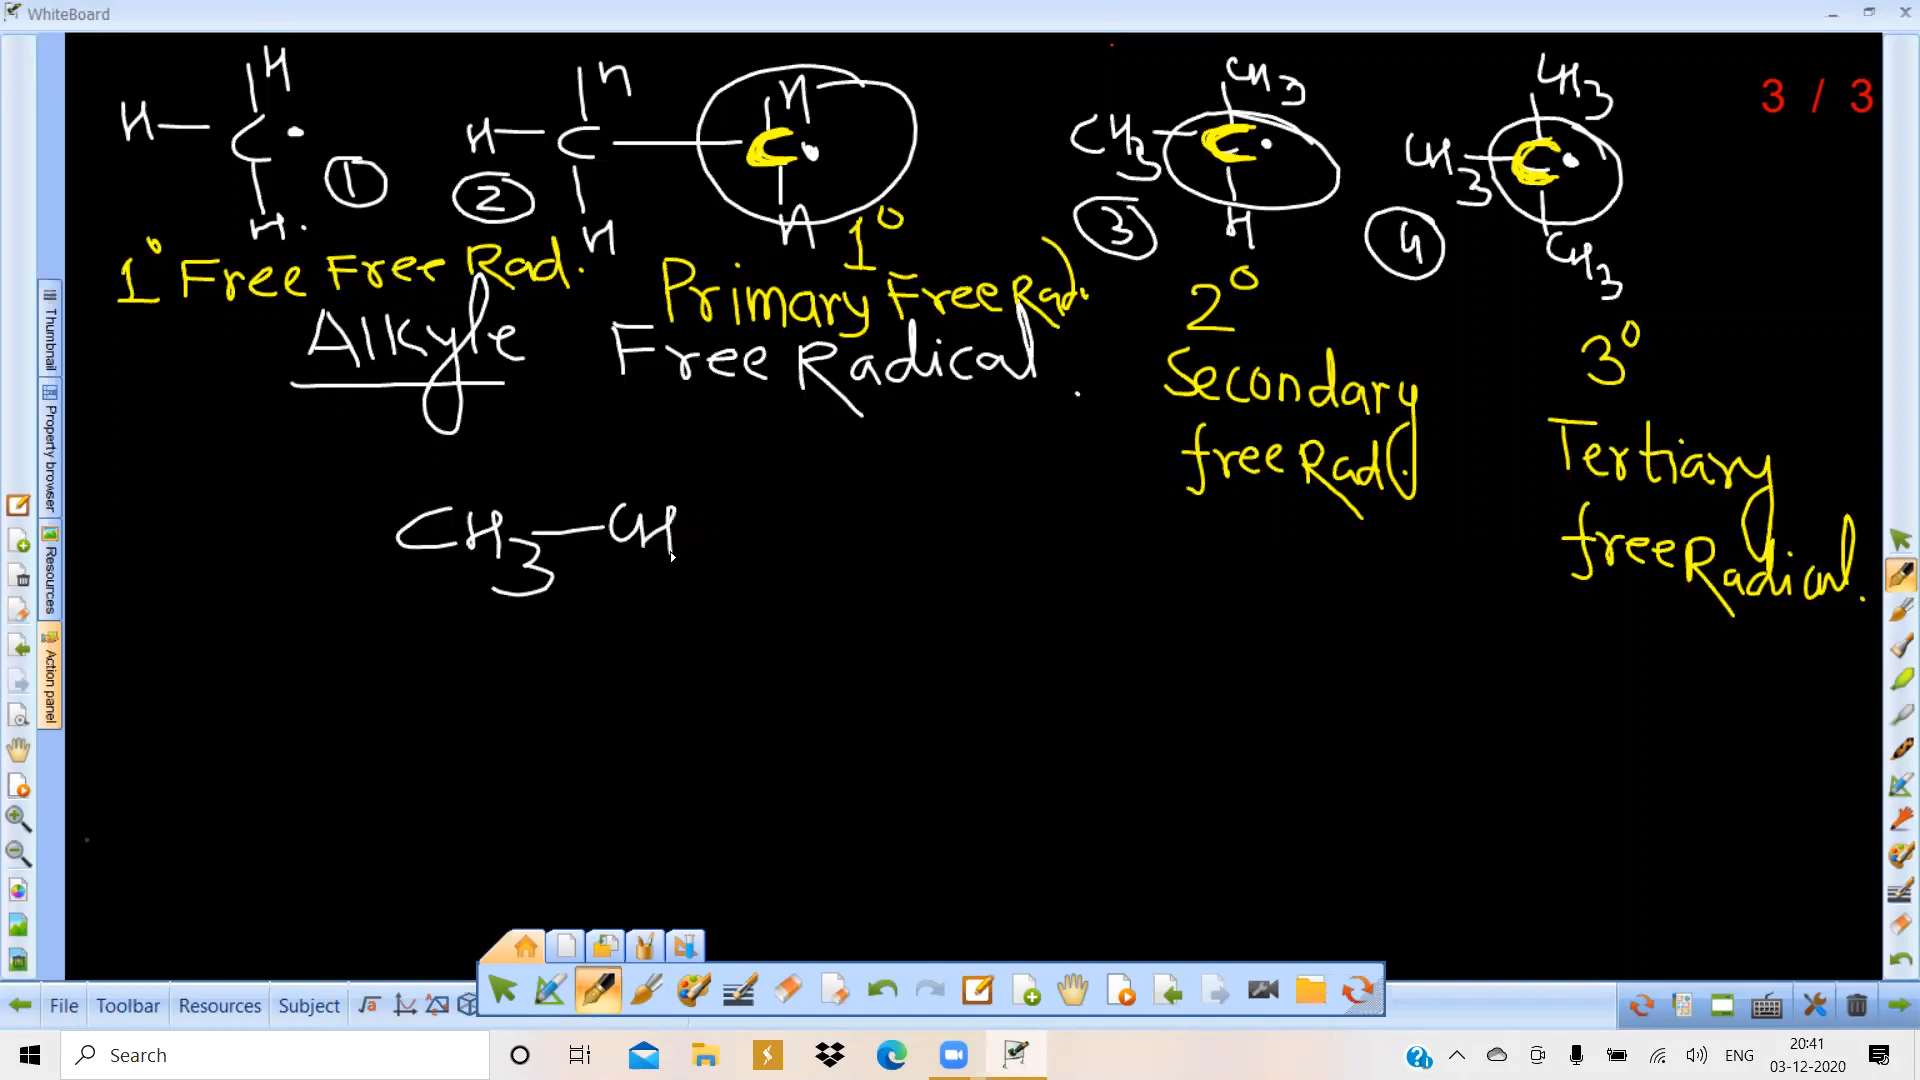 WhiteBoard
3 / 3
H H H CH3 CH3
H C • H C C • CH3 C • CH3 C •
① ② ③ ④
H. H H H CH3
1° Free Free Rad. 1° 2° 3°
Primary Free Rad.
Alkyle Free Radical. Secondary
free Rad. Tertiary
free Radical.
CH3—CH
Thumbnail
Property browser
Resources
Action panel
File Toolbar Resources Subject
Search
ENG
20:41
03-12-2020